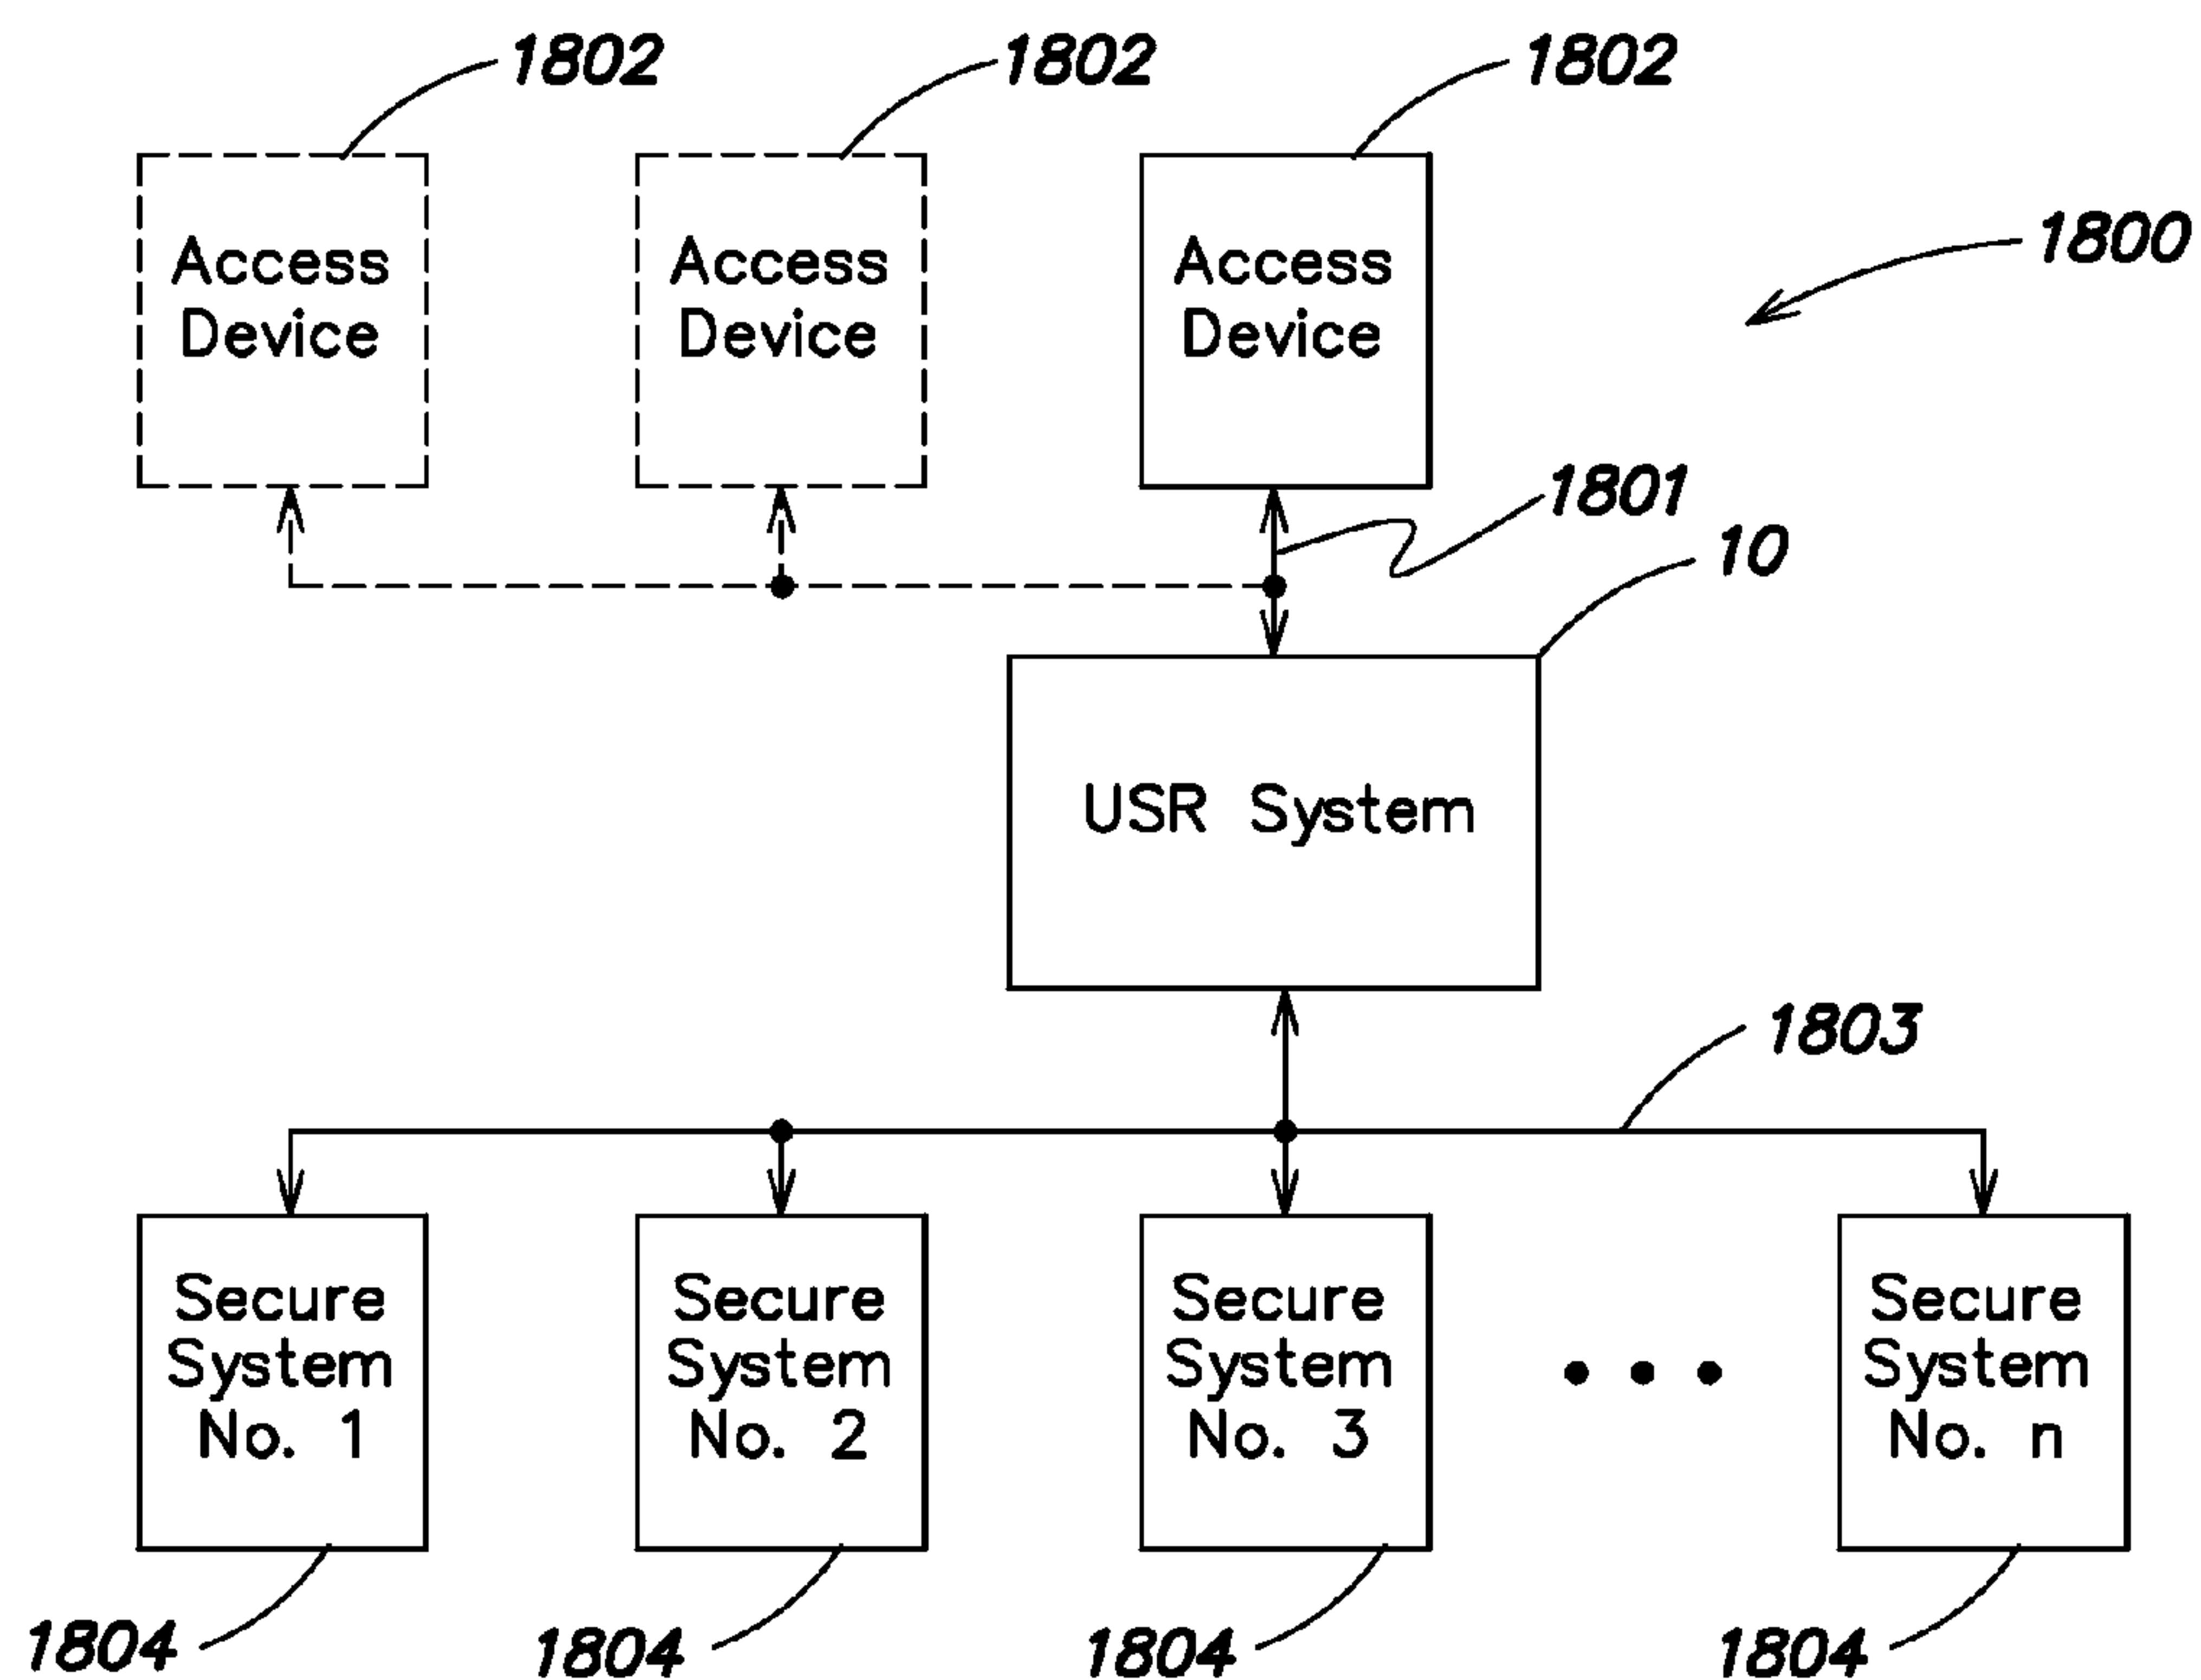 1802
1802
1802
Access
Device
Access
Device
Access
Device
1800
1801
10
USR System
1803
Secure
System
No. 1
Secure
System
No. 2
Secure
System
No. 3
• • •
Secure
System
No. n
1804
1804
1804
1804